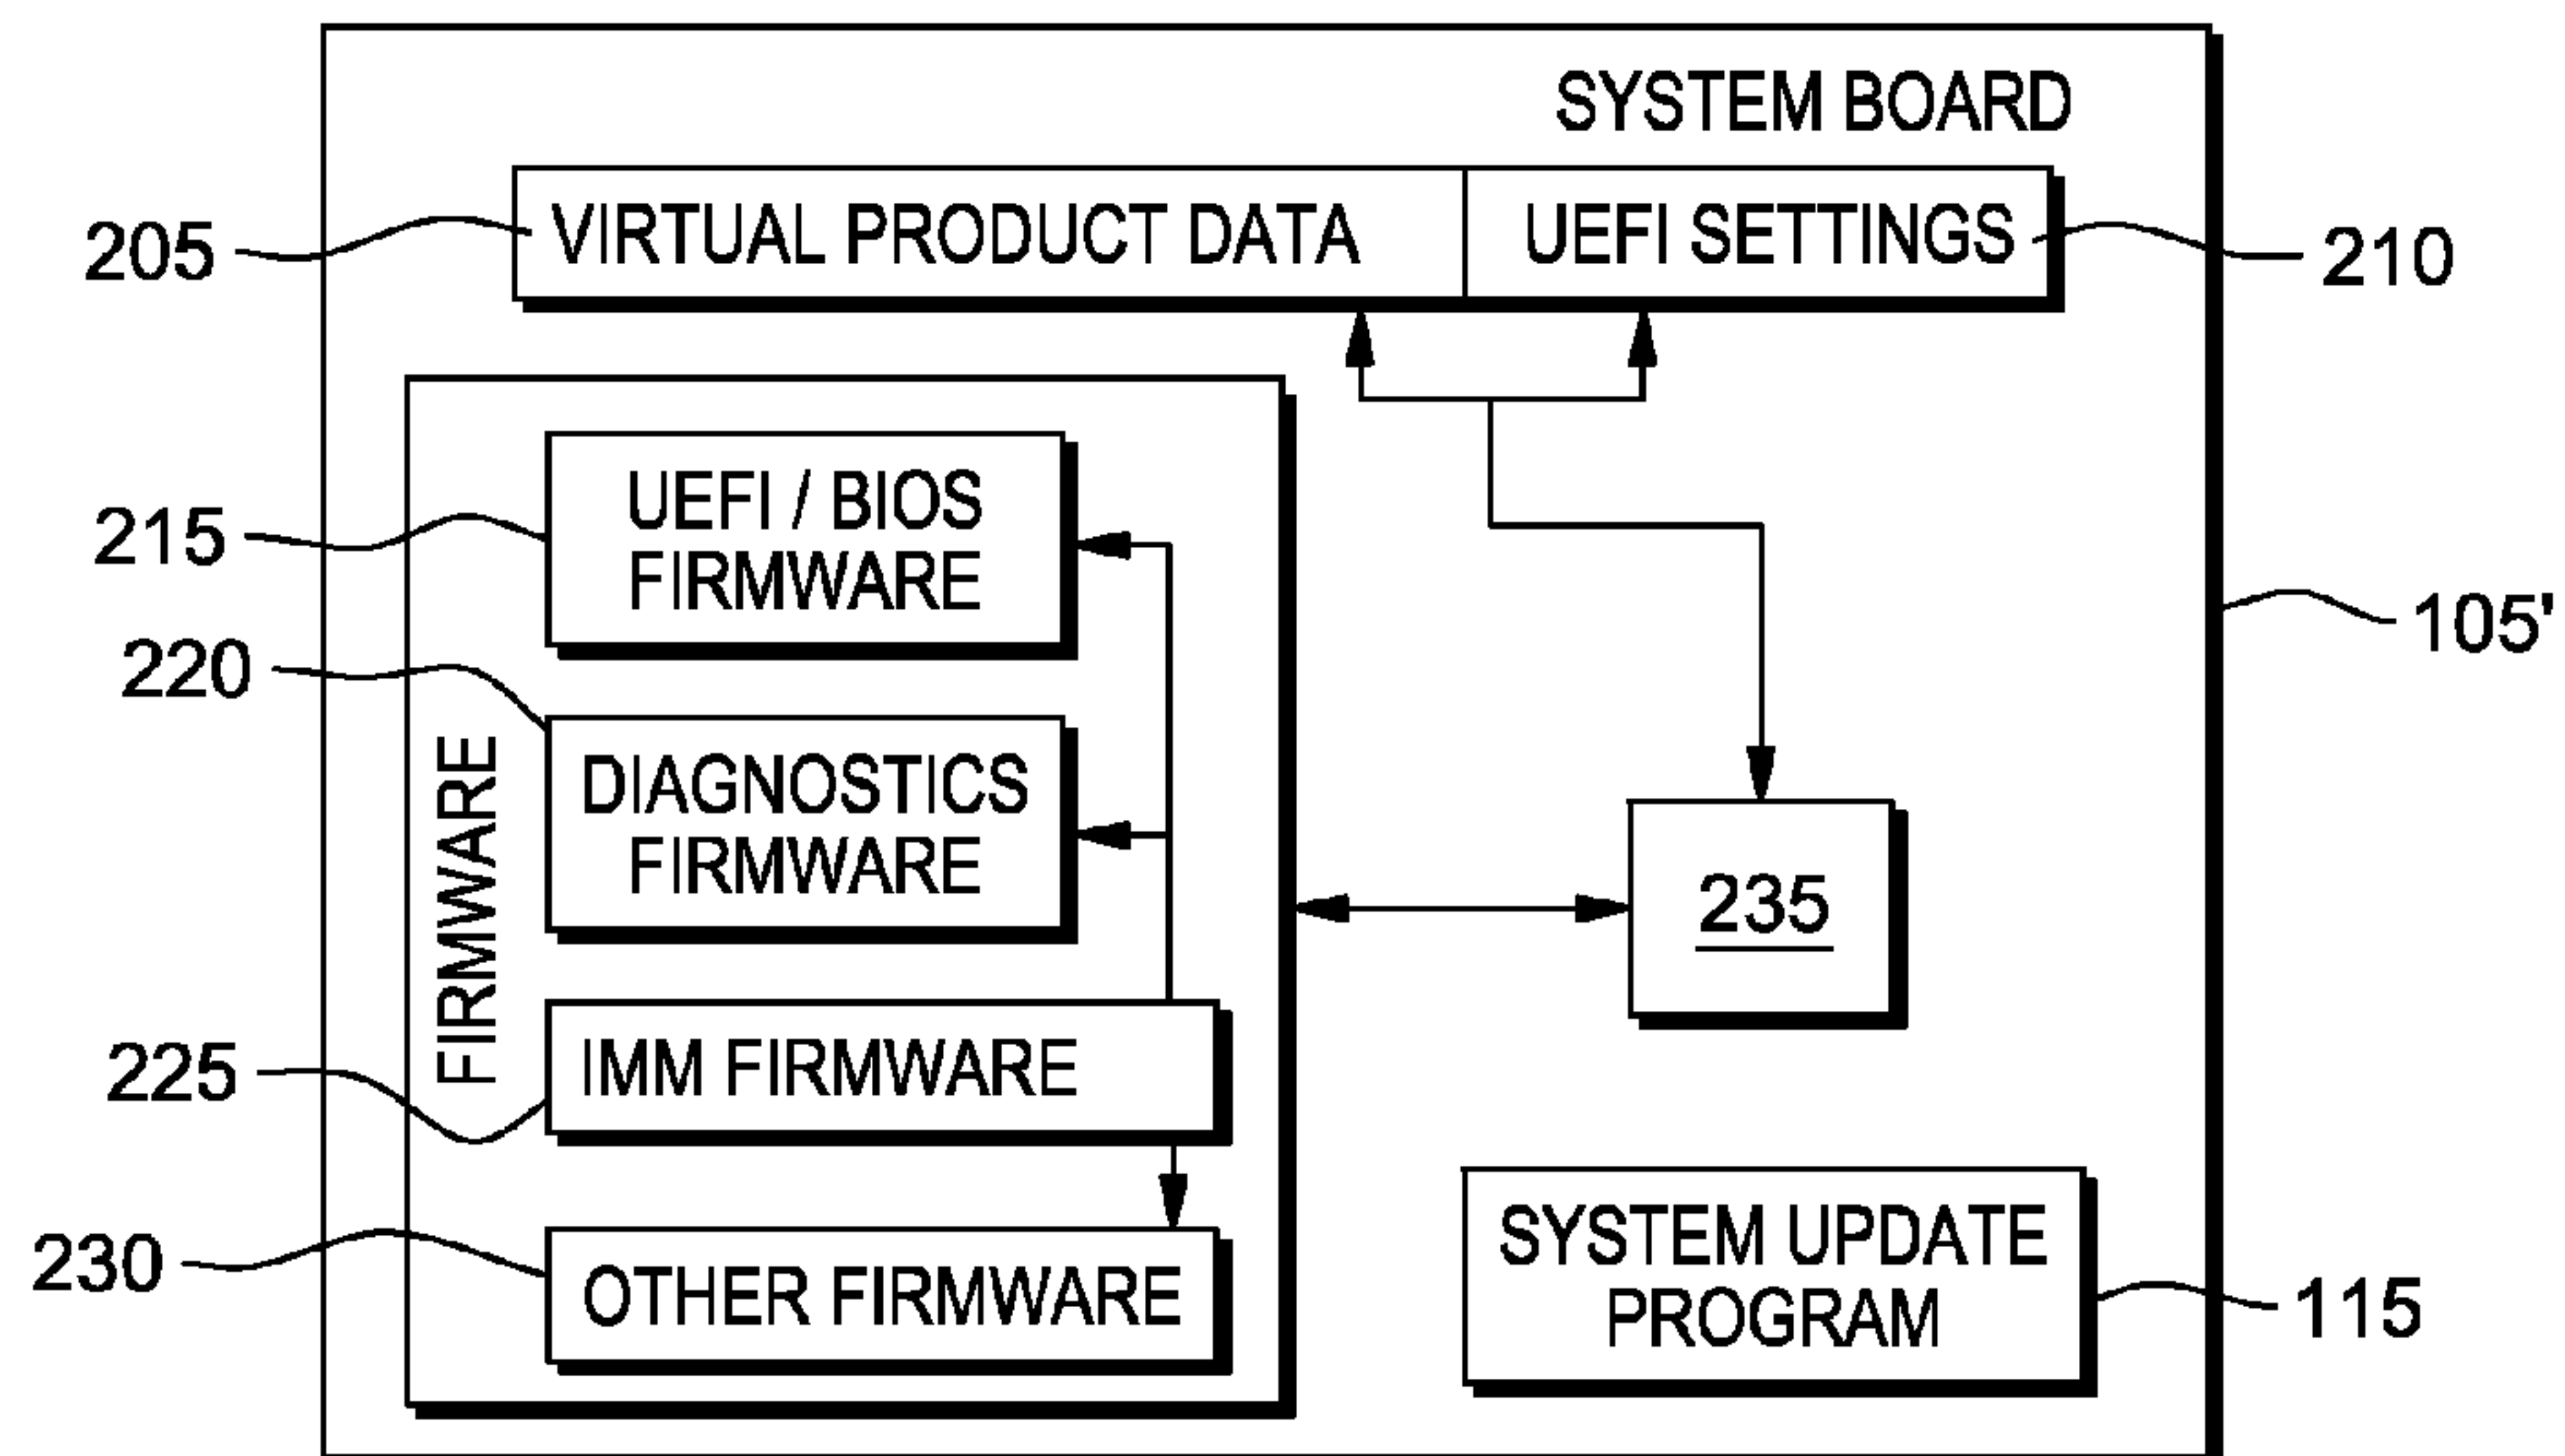 SYSTEM BOARD
205
VIRTUAL PRODUCT DATA
UEFI SETTINGS
210
215
UEFI / BIOS
FIRMWARE
105'
220
FIRMWARE
DIAGNOSTICS
FIRMWARE
235
225
IMM FIRMWARE
230
OTHER FIRMWARE
SYSTEM UPDATE
PROGRAM
115